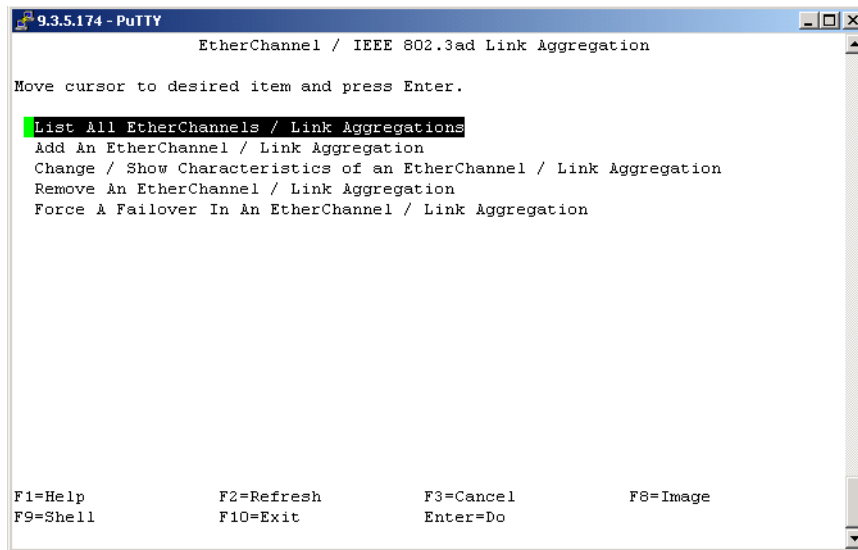 9.3.5.174 - PuTTY
EtherChannel / IEEE 802.3ad Link Aggregation
Move cursor to desired item and press Enter.
List All EtherChannels / Link Aggregations
Add An EtherChannel / Link Aggregation
Change / Show Characteristics of an EtherChannel / Link Aggregation
Remove An EtherChannel / Link Aggregation
Force A Failover In An EtherChannel / Link Aggregation
F1=Help F2=Refresh F3=Cancel F8=Image
F9=Shell F10=Exit Enter=Do